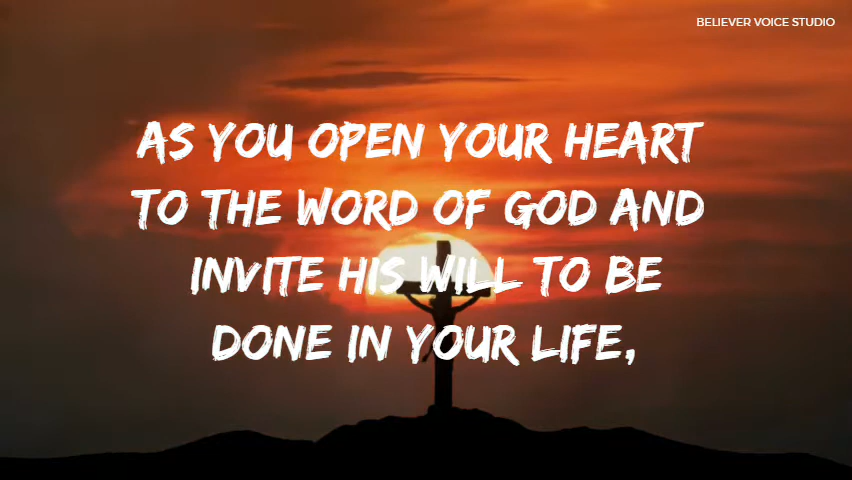 BELIEVER VOICE STUDIO
AS YOU OPEN YOUR HEART
TO THE WORD OF GOD AND
INVITE HIS WILL TO BE
DONE IN YOUR LIFE,